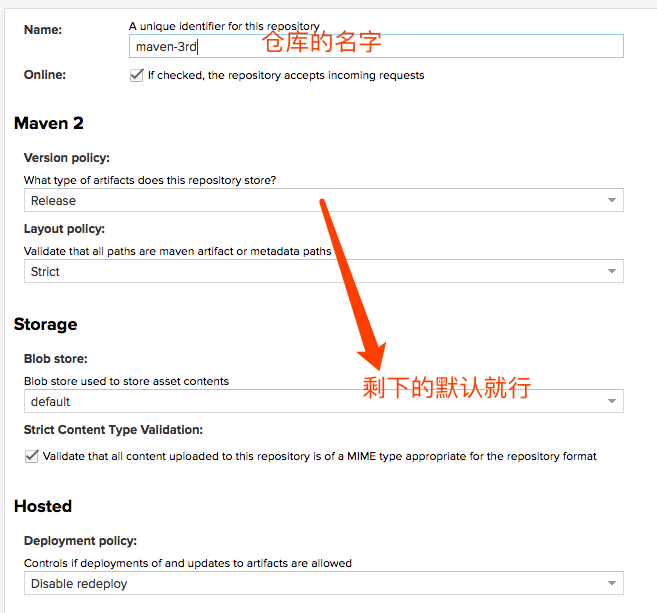 Name:
A unique identifier for this repository
maven-3rd
仓库的名字
Online:
If checked, the repository accepts incoming requests
Maven 2
Version policy:
What type of artifacts does this repository store?
Release
Layout policy:
Validate that all paths are maven artifact or metadata paths
Strict
Storage
Blob store:
Blob store used to store asset contents
剩下的默认就行
default
Strict Content Type Validation:
Validate that all content uploaded to this repository is of a MIME type appropriate for the repository format
Hosted
Deployment policy:
Controls if deployments of and updates to artifacts are allowed
Disable redeploy